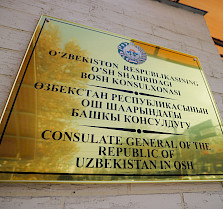 O'ZBEKISTON RESPUBLIKASINING
O'SH SHAHRIDAGI
BOSH KONSULXONASI
ӨЗБЕКСТАН РЕСПУБЛИКАСЫНЫН
ОШ ШААРЫНДАГЫ
БАШКЫ КОНСУЛДУГУ
CONSULATE GENERAL OF THE
REPUBLIC OF
UZBEKISTAN IN OSH